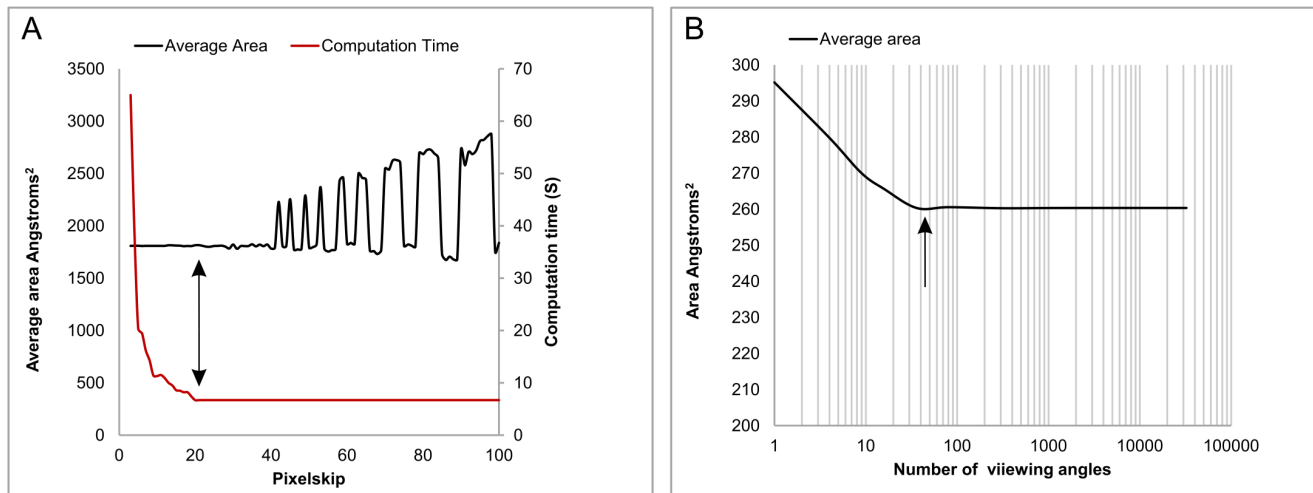 A
Average Area
Computation Time
Average area Angstroms²
3500
3000
2500
2000
1500
1000
500
0
70
60
50
40
30
20
10
0
Computation time (S)
0 20 40 60 80 100
Pixelskip
B
Average area
Area Angstroms²
300
290
280
270
260
250
240
230
220
210
200
1 10 100 1000 10000 100000
Number of viiewing angles